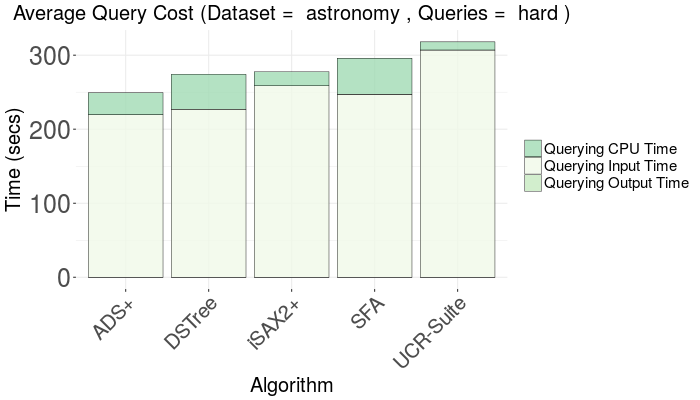 Average Query Cost (Dataset = astronomy , Queries = hard )
Time (secs)
300
200
100
0
ADS+
DSTree
iSAX2+
SFA
UCR-Suite
Algorithm
Querying CPU Time
Querying Input Time
Querying Output Time